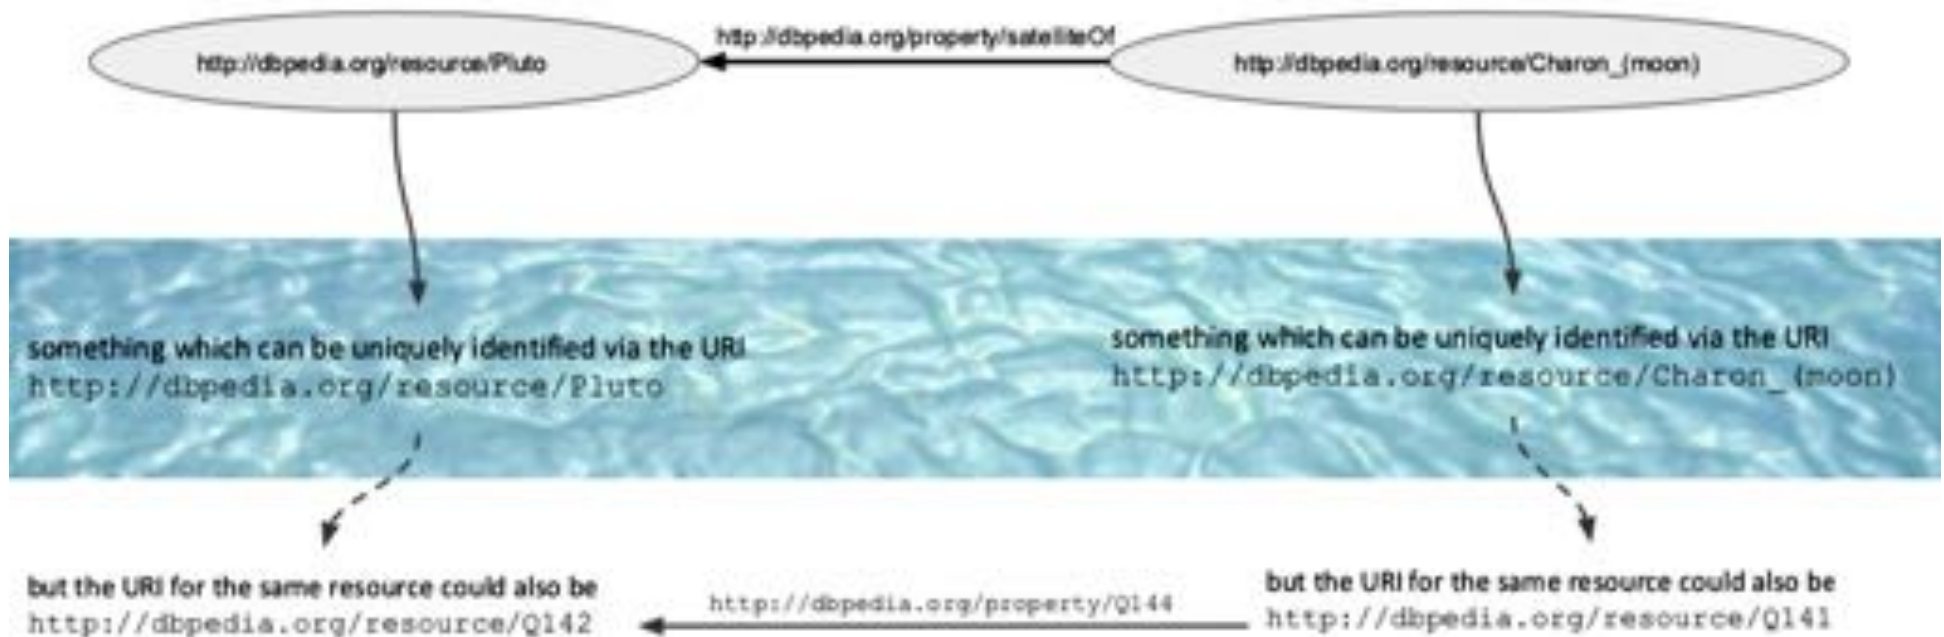 http://dbpedia.org/property/satelliteOf
http://dbpedia.org/resource/Pluto
http://dbpedia.org/resource/Charon_(moon)
something which can be uniquely identified via the URI
http://dbpedia.org/resource/Pluto
something which can be uniquely identified via the URI
http://dbpedia.org/resource/Charon_(moon)
but the URI for the same resource could also be
http://dbpedia.org/resource/Q142
http://dbpedia.org/property/Q144
but the URI for the same resource could also be
http://dbpedia.org/resource/Q141